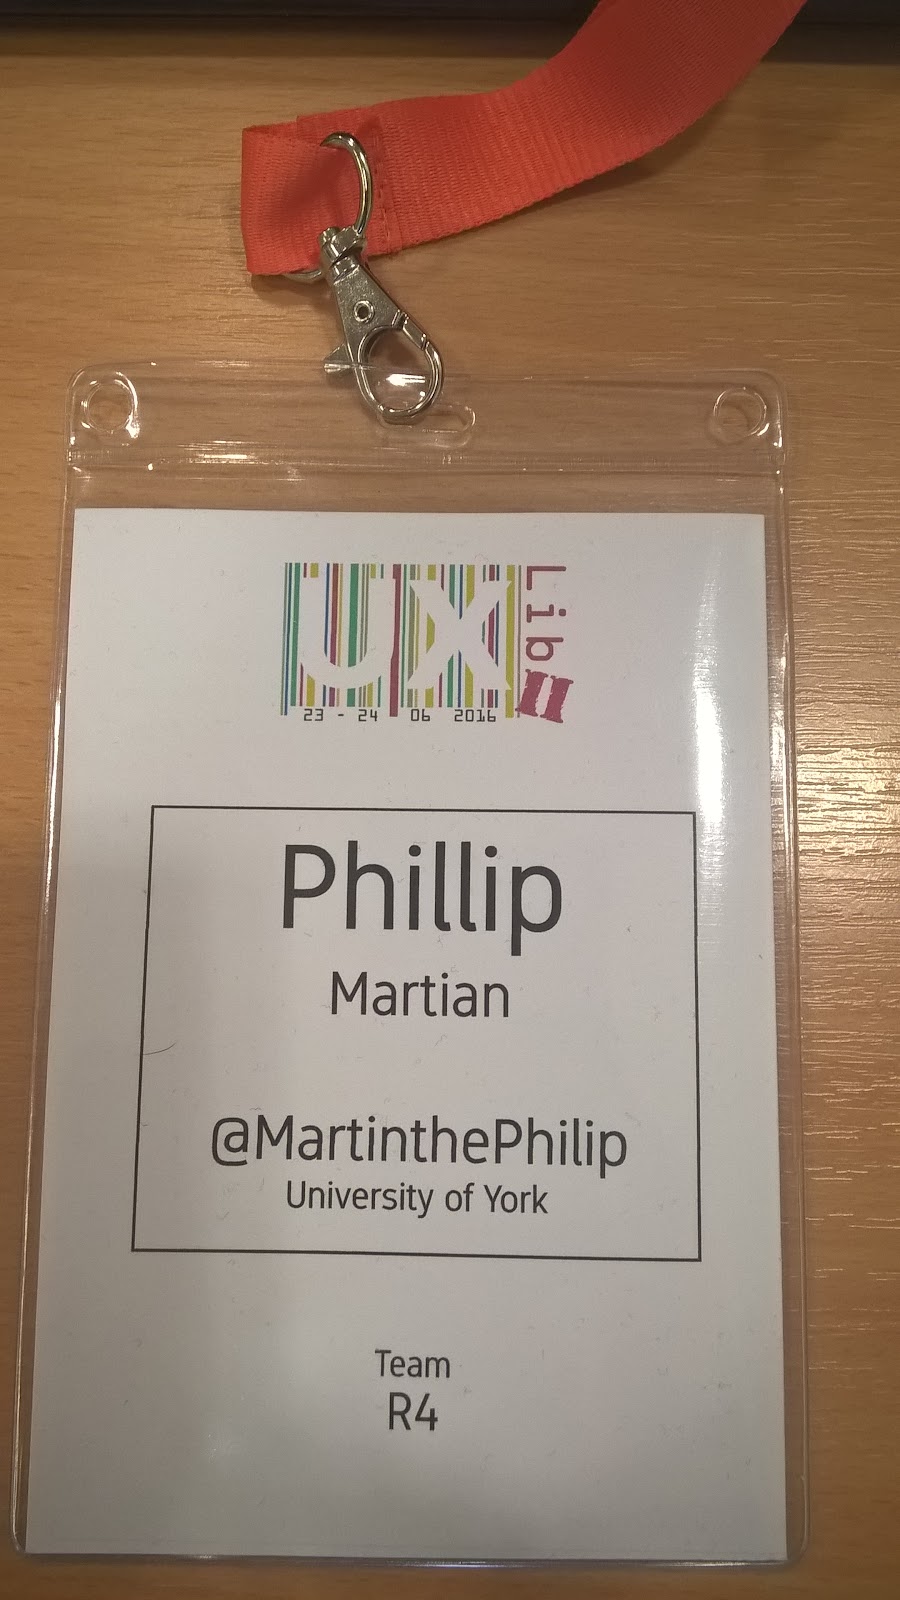 UX
Lib
II
23 - 24 06 2016
Phillip
Martian
@MartinthePhilip
University of York
Team
R4